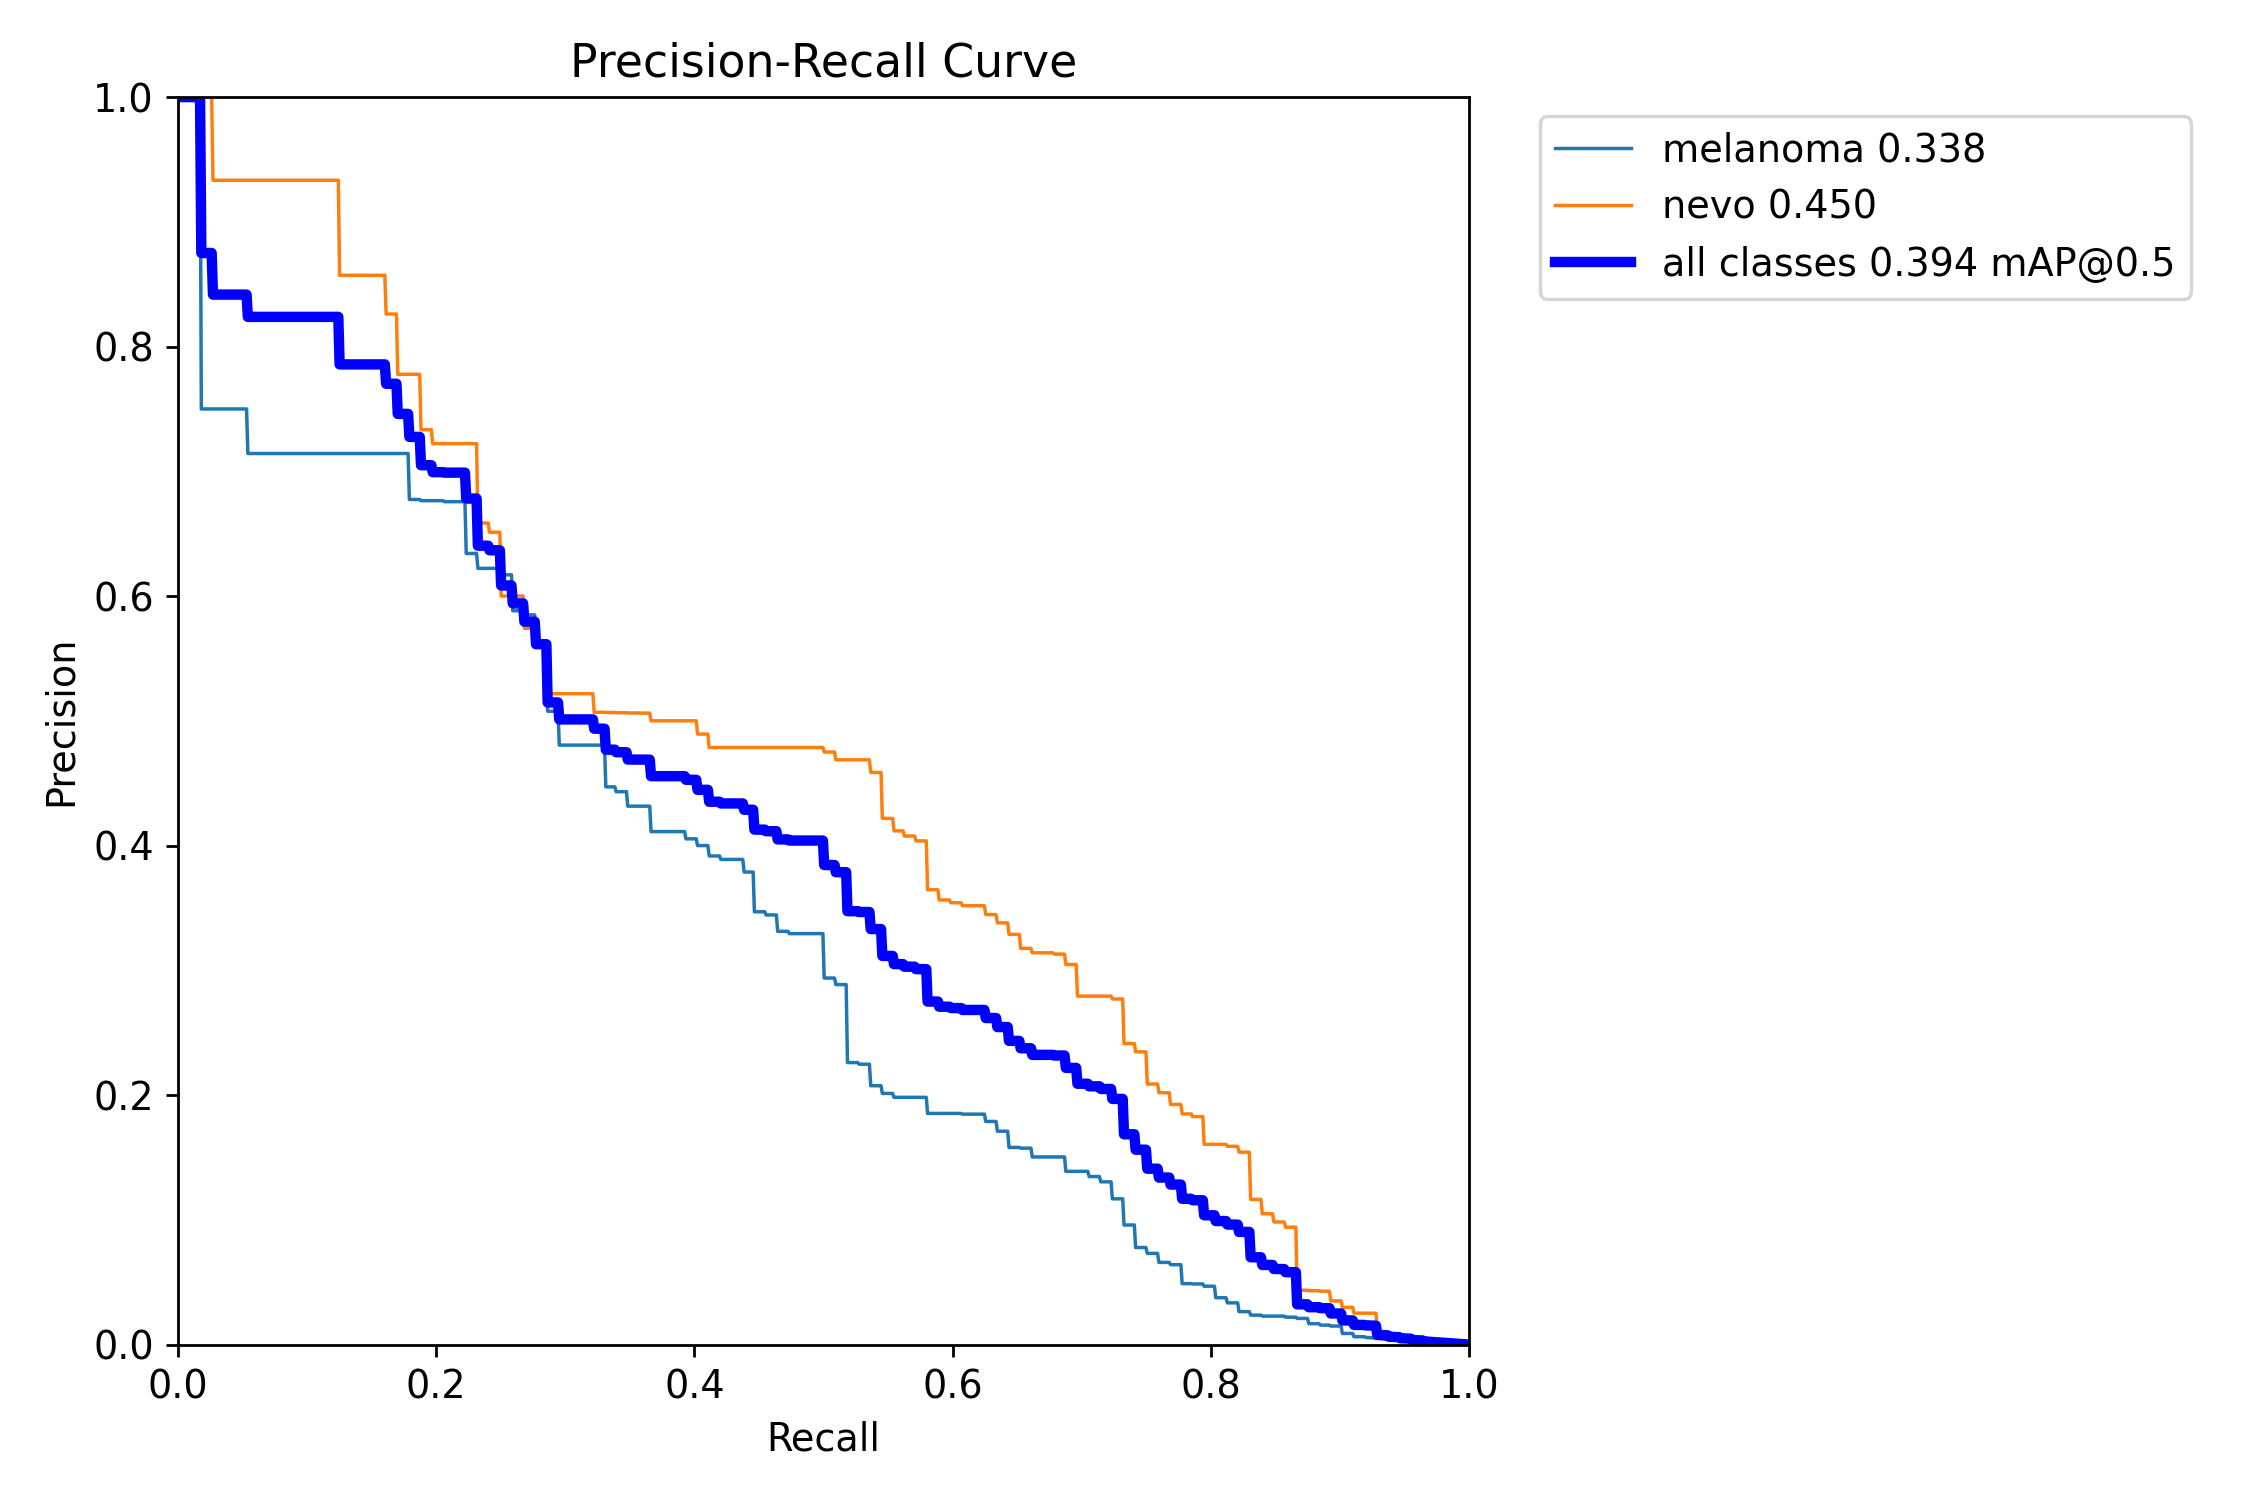 Precision-Recall Curve
melanoma 0.338
nevo 0.450
all classes 0.394 mAP@0.5
Precision
1.0
0.8
0.6
0.4
0.2
0.0
0.0 0.2 0.4 0.6 0.8 1.0
Recall